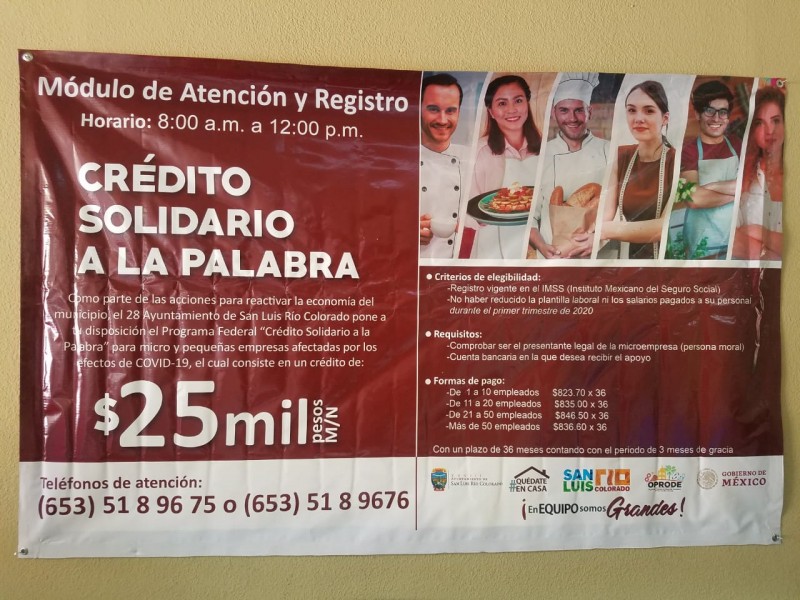 Módulo de Atención y Registro
Horario: 8:00 a.m. a 12:00 p.m.
CRÉDITO
SOLIDARIO
A LA PALABRA
Como parte de las acciones para reactivar la economía del
municipio, el 28 Ayuntamiento de San Luis Río Colorado pone a
tu disposición el Programa Federal "Crédito Solidario a la
Palabra" para micro y pequeñas empresas afectadas por los
efectos de COVID-19, el cual consiste en un crédito de:
$25mil pesos M/N
Teléfonos de atención:
(653) 51 8 96 75 o (653) 51 8 9676
Criterios de elegibilidad:
-Registro vigente en el IMSS (Instituto Mexicano del Seguro Social)
-No haber reducido la plantilla laboral ni los salarios pagados a su personal
durante el primer trimestre de 2020
Requisitos:
-Comprobar ser el presentante legal de la microempresa (persona moral)
-Cuenta bancaria en la que desea recibir el apoyo
Formas de pago:
-De 1 a 10 empleados $823.70 x 36
-De 11 a 20 empleados $835.00 x 36
-De 21 a 50 empleados $846.50 x 36
-Más de 50 empleados $836.60 x 36
Con un plazo de 36 meses contando con el periodo de 3 meses de gracia
SAN LUIS RÍO COLORADO
#QUÉDATE
EN CASA
SAN RÍO
LUIS COLORADO
OPRODE
GOBIERNO DE
MÉXICO
¡En EQUIPO somos Grandes!